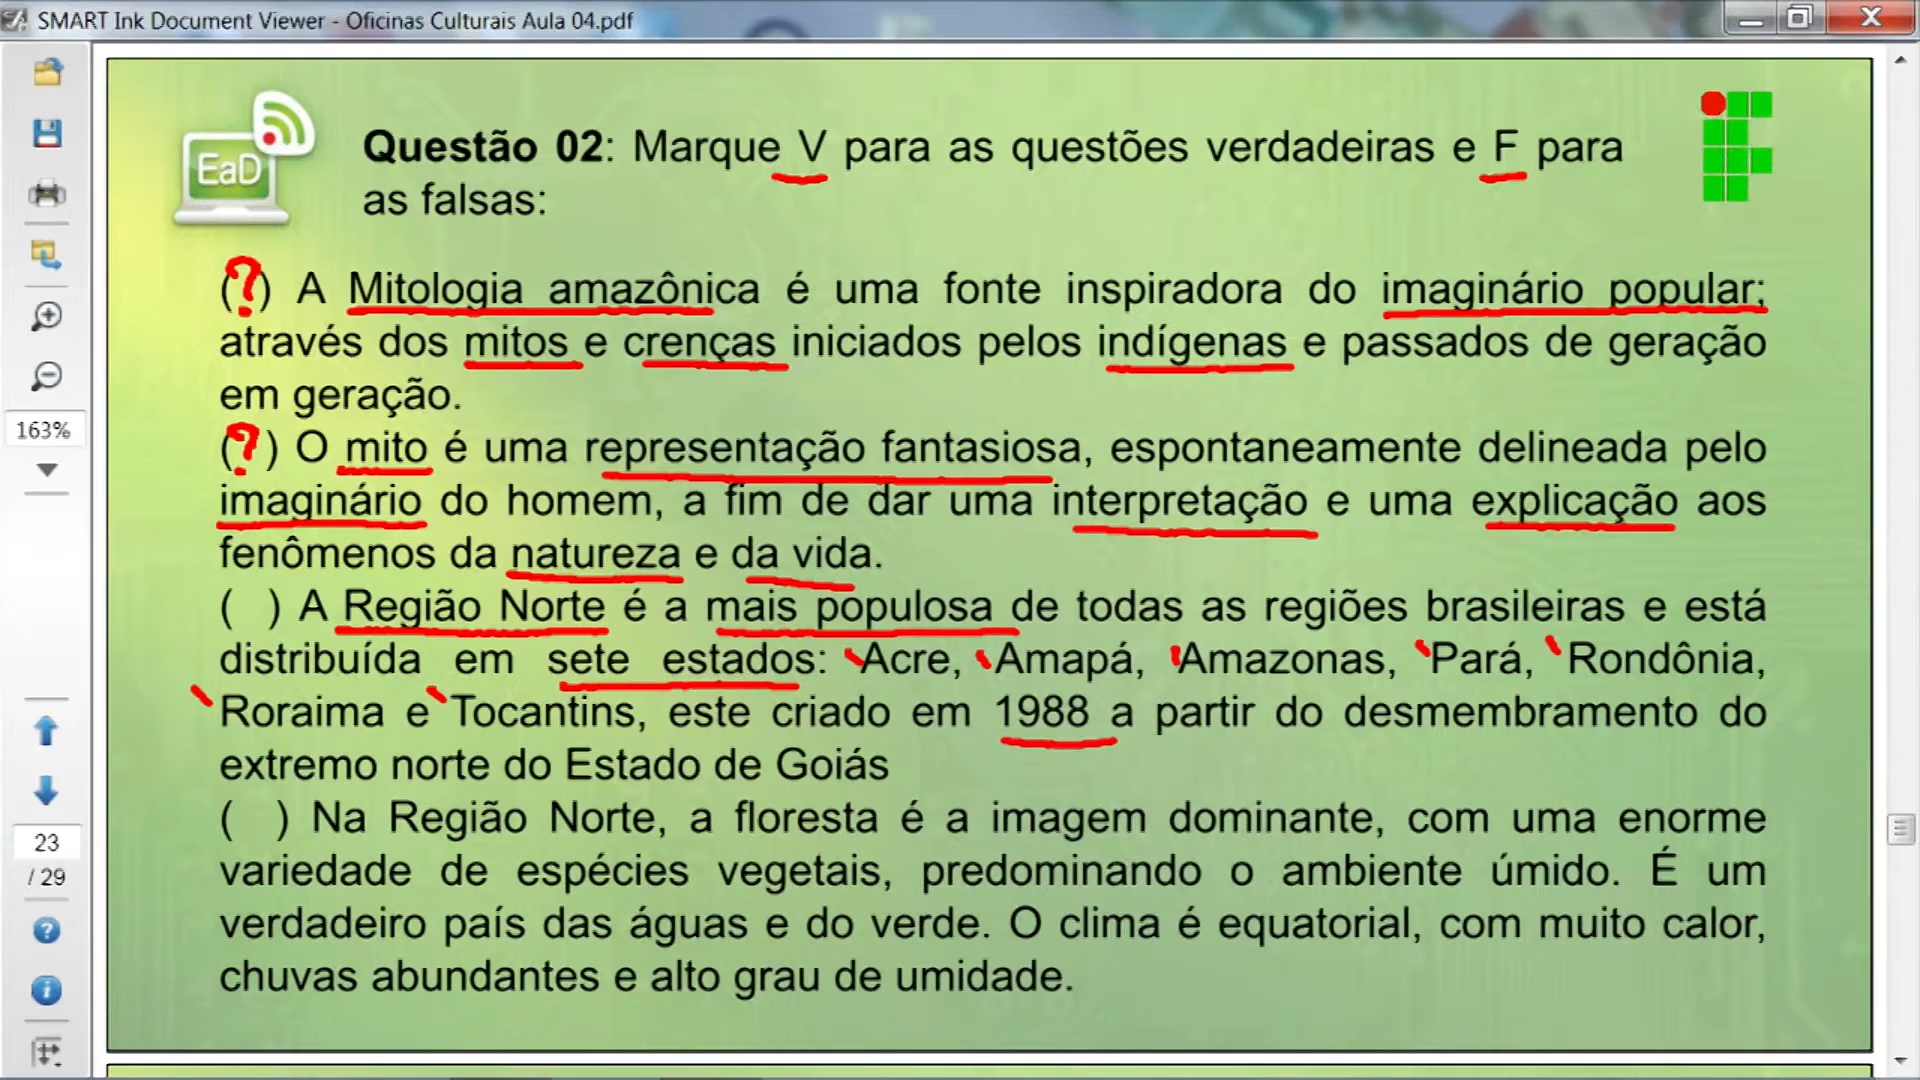 SMART Ink Document Viewer - Oficinas Culturais Aula 04.pdf
EaD
Questão 02: Marque V para as questões verdadeiras e F para
as falsas:
(?) A Mitologia amazônica é uma fonte inspiradora do imaginário popular;
através dos mitos e crenças iniciados pelos indígenas e passados de geração
em geração.
(?) O mito é uma representação fantasiosa, espontaneamente delineada pelo
imaginário do homem, a fim de dar uma interpretação e uma explicação aos
fenômenos da natureza e da vida.
( ) A Região Norte é a mais populosa de todas as regiões brasileiras e está
distribuída em sete estados: Acre, Amapá, Amazonas, Pará, Rondônia,
Roraima e Tocantins, este criado em 1988 a partir do desmembramento do
extremo norte do Estado de Goiás
( ) Na Região Norte, a floresta é a imagem dominante, com uma enorme
variedade de espécies vegetais, predominando o ambiente úmido. É um
verdadeiro país das águas e do verde. O clima é equatorial, com muito calor,
chuvas abundantes e alto grau de umidade.
163%
23
/ 29